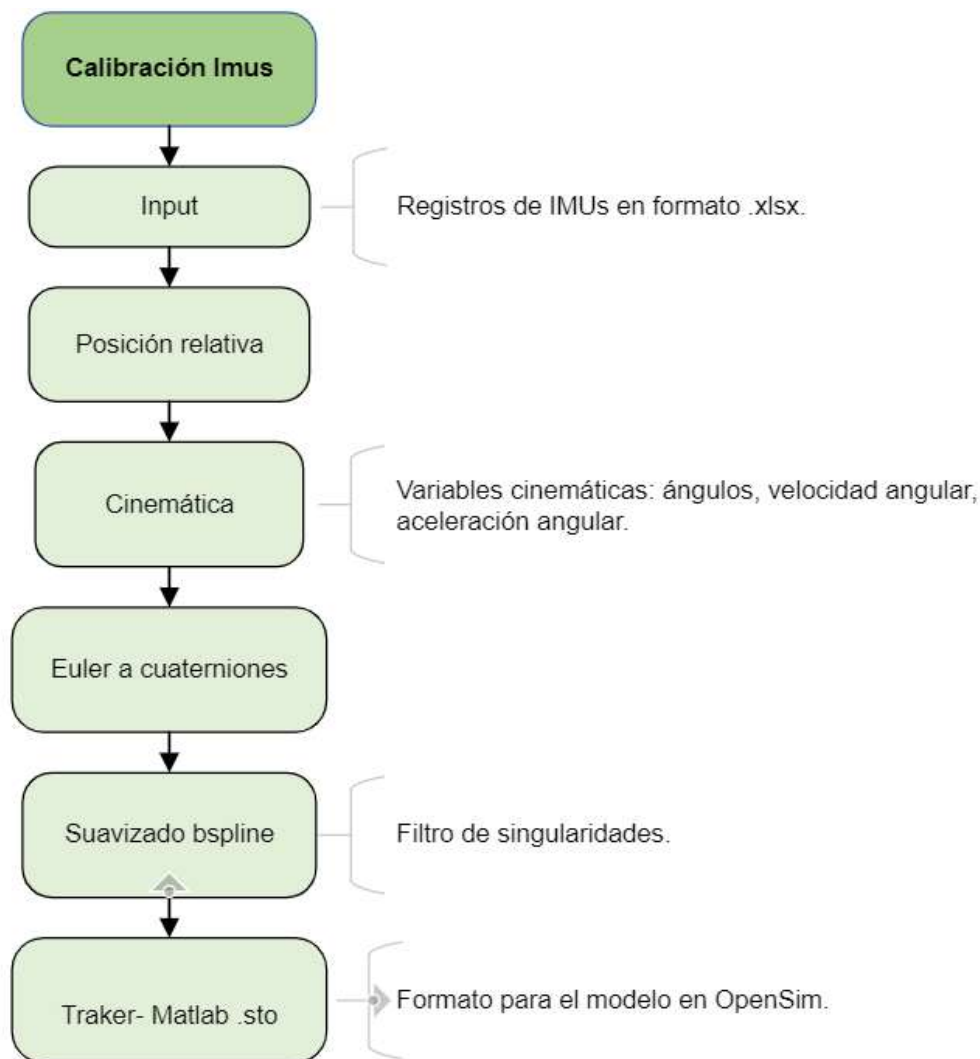 Calibración Imus
Input
Registros de IMUs en formato .xlsx.
Posición relativa
Cinemática
Variables cinemáticas: ángulos, velocidad angular,
aceleración angular.
Euler a cuaterniones
Suavizado bspline
Filtro de singularidades.
Traker- Matlab .sto
Formato para el modelo en OpenSim.